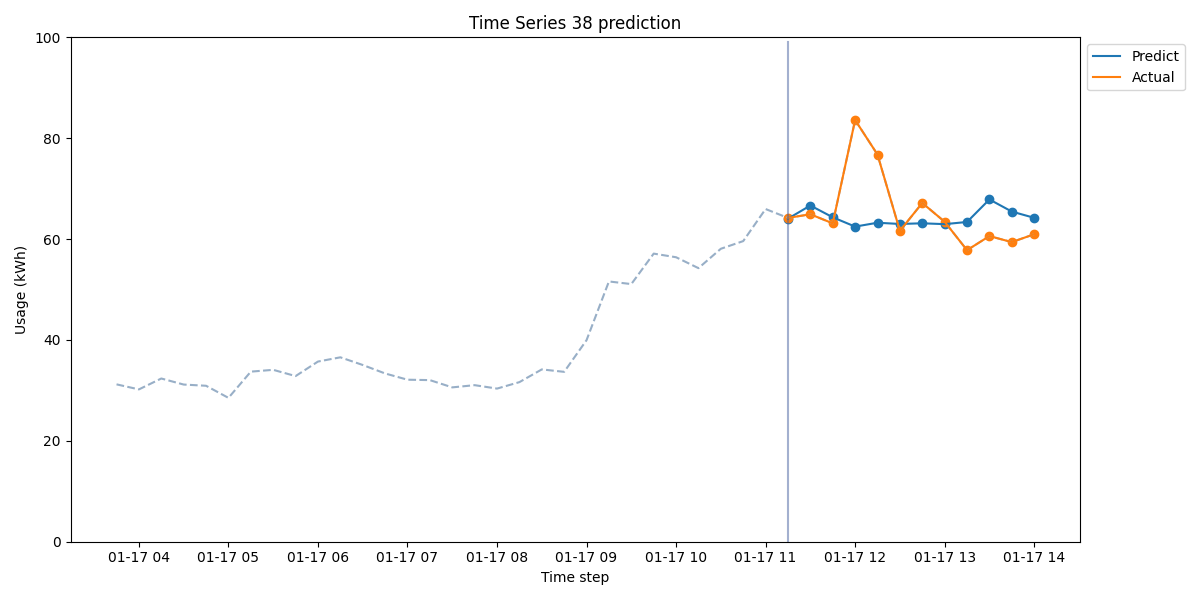 Time Series 38 prediction
Predict
Actual
Usage (kWh)
100
80
60
40
20
0
01-17 04 01-17 05 01-17 06 01-17 07 01-17 08 01-17 09 01-17 10 01-17 11 01-17 12 01-17 13 01-17 14
Time step